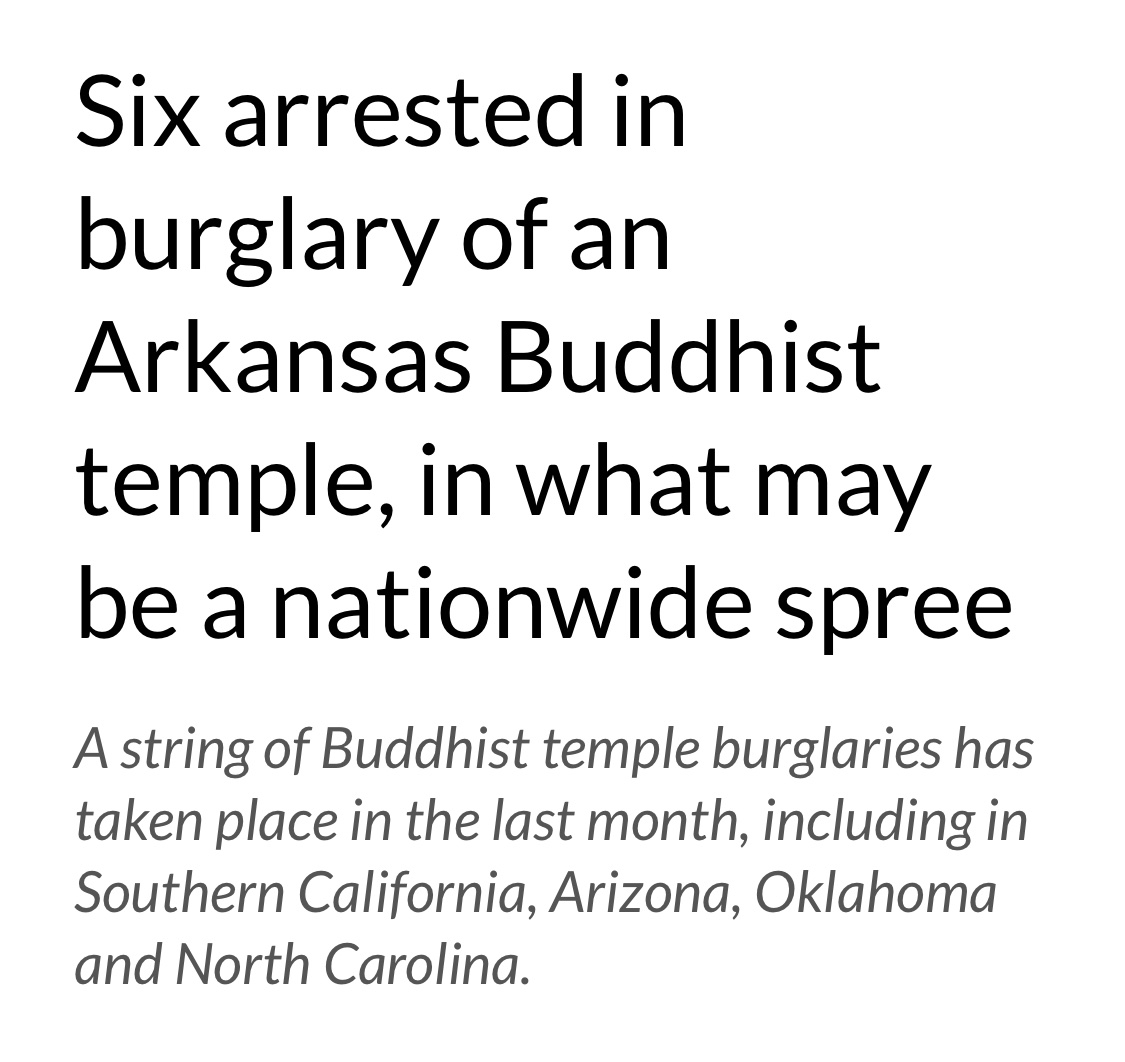 Six arrested in
burglary of an
Arkansas Buddhist
temple, in what may
be a nationwide spree
A string of Buddhist temple burglaries has
taken place in the last month, including in
Southern California, Arizona, Oklahoma
and North Carolina.